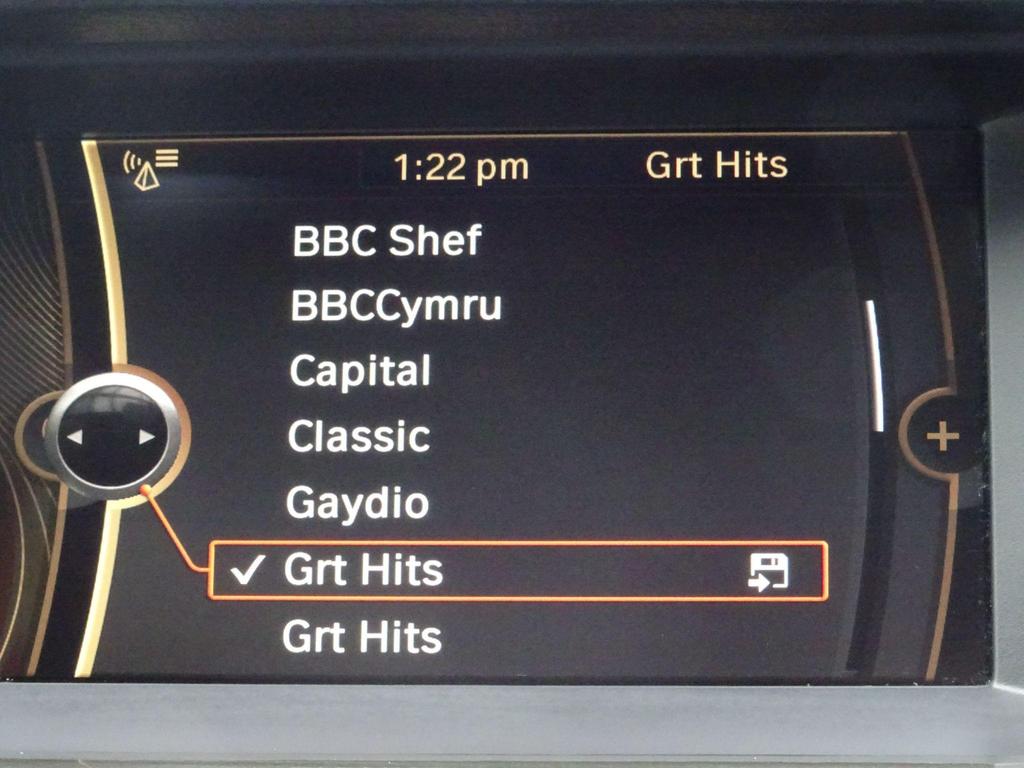 1:22 pm Grt Hits
BBC Shef
BBCCymru
Capital
Classic
Gaydio
Grt Hits
Grt Hits